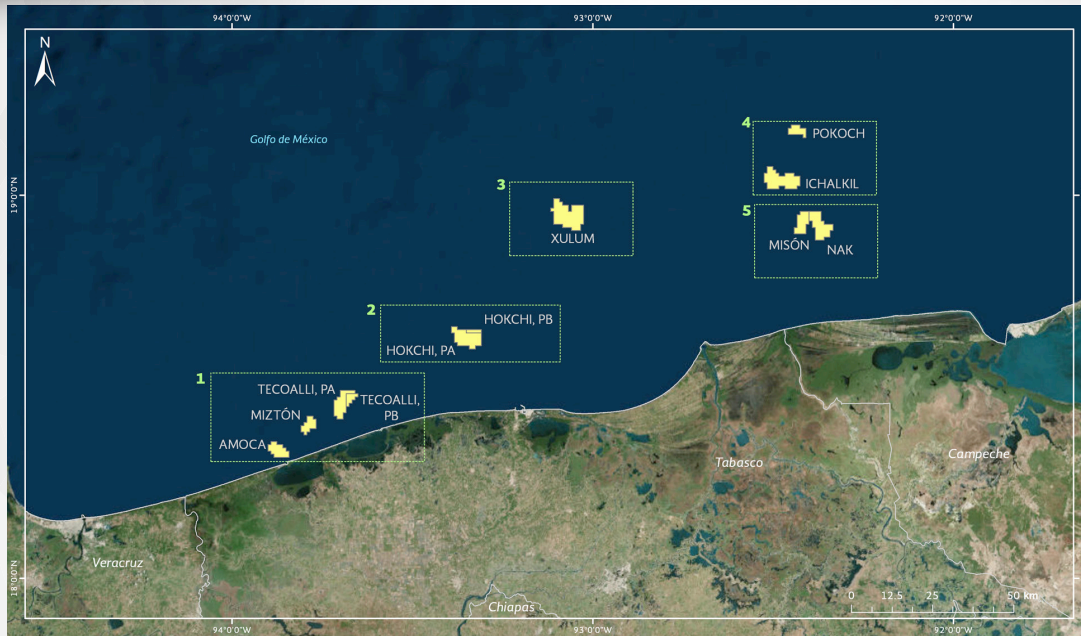 94°0'0"W
93°0'0"W
92°0'0"W
N
Golfo de México
4
POKOCH
ICHALKIL
19°0'0"N
3
XULUM
5
MISÓN
NAK
2
HOKCHI, PB
HOKCHI, PA
1
TECOALLI, PA
TECOALLI,
PB
MIZTÓN
AMOCA
Tabasco
Campeche
Veracruz
18°0'0"N
Chiapas
0 12.5 25 50 km
94°0'0"W
93°0'0"W
92°0'0"W